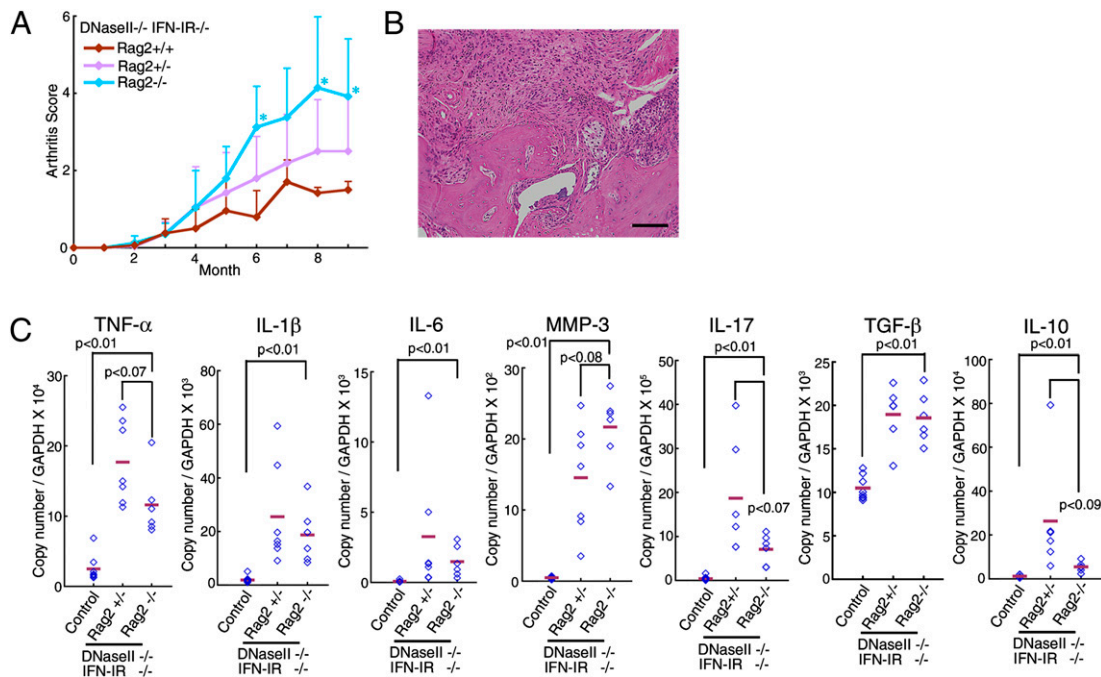 A
DNaseII-/- IFN-IR-/-
Rag2+/+
Rag2+/-
Rag2-/-
Arthritis Score
6
4
2
0
*
*
*
0 2 4 6 8
Month
B
C
TNF-α
p<0.01
p<0.07
Copy number / GAPDH X 10⁴
30
20
10
0
Control
Rag2 +/-
Rag2 -/-
DNaseII -/-
IFN-IR -/-
IL-1β
p<0.01
Copy number / GAPDH X 10³
100
80
60
40
20
0
Control
Rag2 +/-
Rag2 -/-
DNaseII -/-
IFN-IR -/-
IL-6
p<0.01
Copy number / GAPDH X 10³
15
10
5
0
Control
Rag2 +/-
Rag2 -/-
DNaseII -/-
IFN-IR -/-
MMP-3
p<0.01
p<0.08
Copy number / GAPDH X 10²
30
20
10
0
Control
Rag2 +/-
Rag2 -/-
DNaseII -/-
IFN-IR -/-
IL-17
p<0.01
p<0.07
Copy number / GAPDH X 10⁵
50
40
30
20
10
0
Control
Rag2+/-
Rag2-/-
DNaseII -/-
IFN-IR -/-
TGF-β
p<0.01
Copy number / GAPDH X 10³
25
20
15
10
5
0
Control
Rag2 +/-
Rag2 -/-
DNaseII -/-
IFN-IR -/-
IL-10
p<0.01
p<0.09
Copy number / GAPDH X 10⁴
100
80
60
40
20
0
Control
Rag2+/-
Rag2-/-
DNaseII -/-
IFN-IR -/-